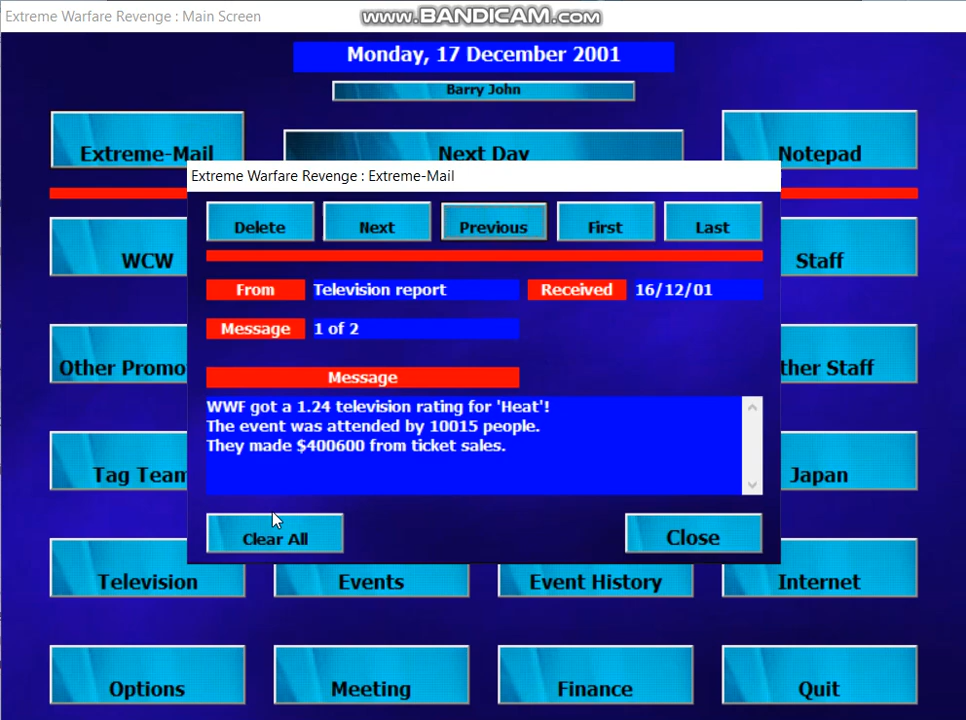 Extreme Warfare Revenge : Main Screen
www.BANDICAM.com
Monday, 17 December 2001
Barry John
Extreme-Mail
Next Day
Notepad
Extreme Warfare Revenge : Extreme-Mail
Delete
Next
Previous
First
Last
WCW
Staff
From
Television report
Received
16/12/01
Message
1 of 2
Other Promo
ther Staff
Message
WWF got a 1.24 television rating for 'Heat'!
The event was attended by 10015 people.
They made $400600 from ticket sales.
Tag Team
Japan
Clear All
Close
Television
Events
Event History
Internet
Options
Meeting
Finance
Quit